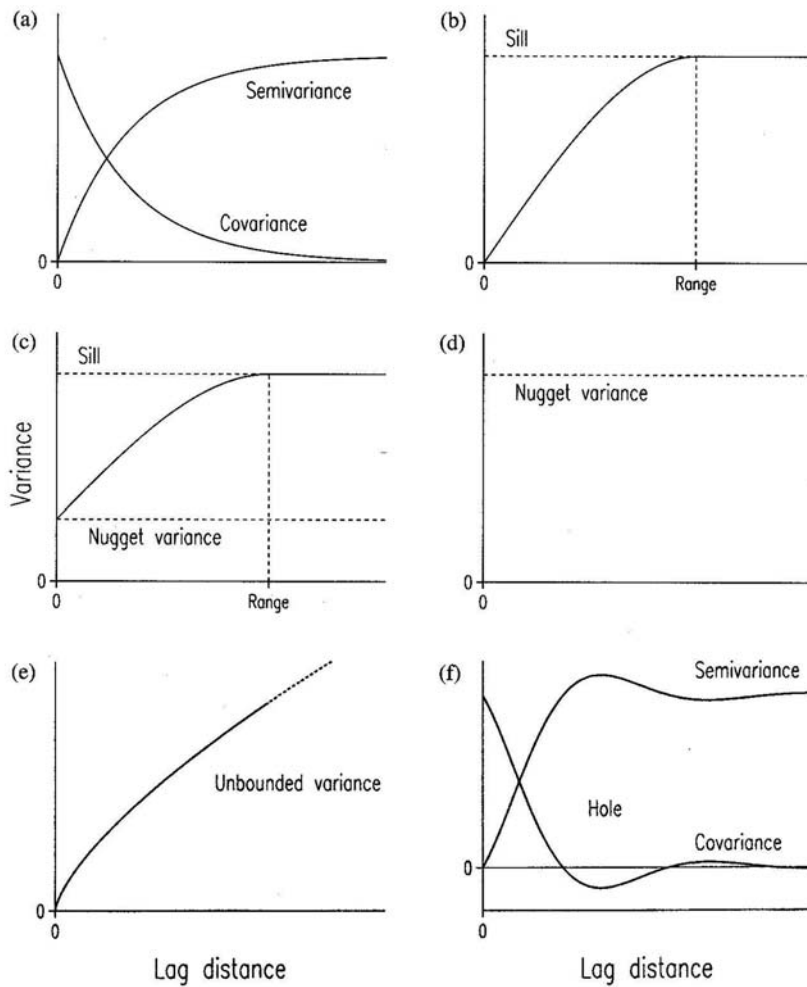 (a)
Semivariance
Covariance
0
0
(b)
Sill
0
0
Range
(c)
Sill
Variance
Nugget variance
0
0
Range
(d)
Nugget variance
0
0
(e)
Unbounded variance
0
0
Lag distance
(f)
Semivariance
Hole
Covariance
0
0
Lag distance